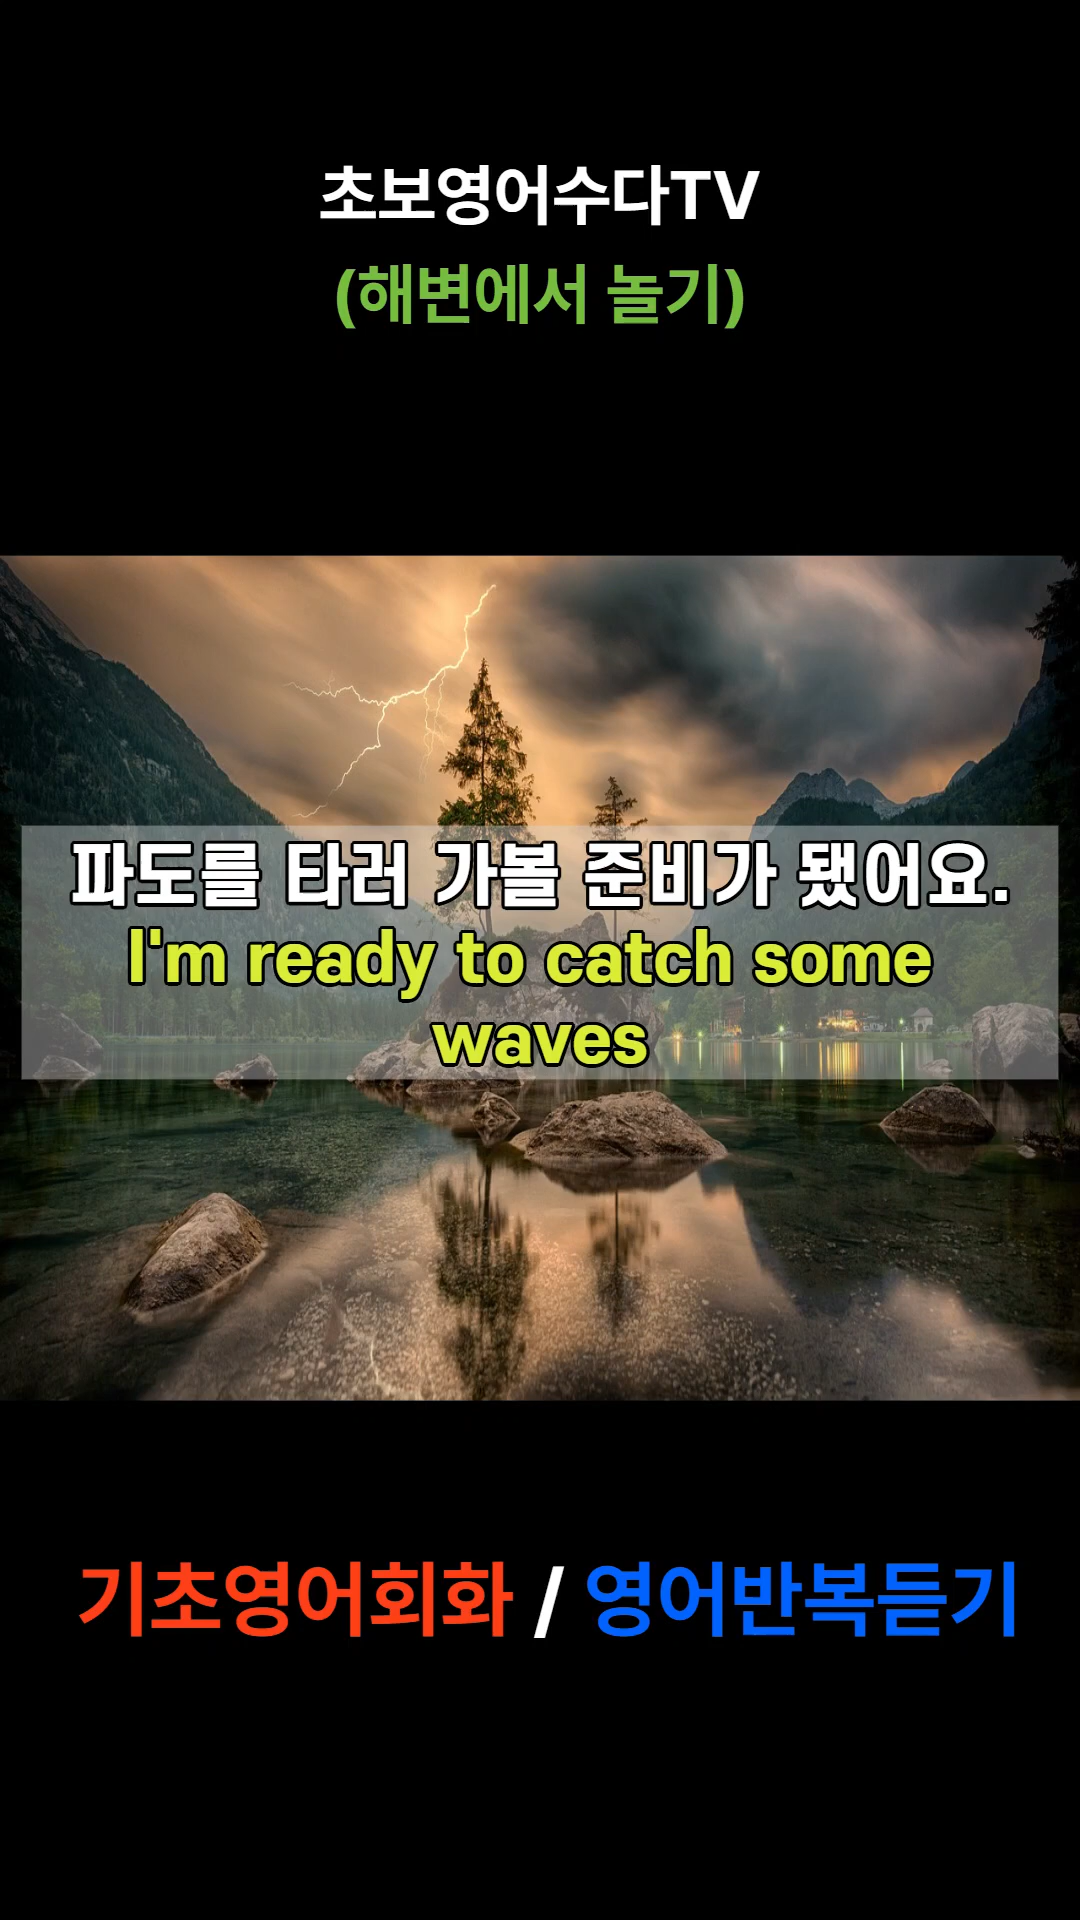 초보영어수다TV
(해변에서 놀기)
파도를 타러 가볼 준비가 됐어요.
I'm ready to catch some
waves
기초영어회화 / 영어반복듣기